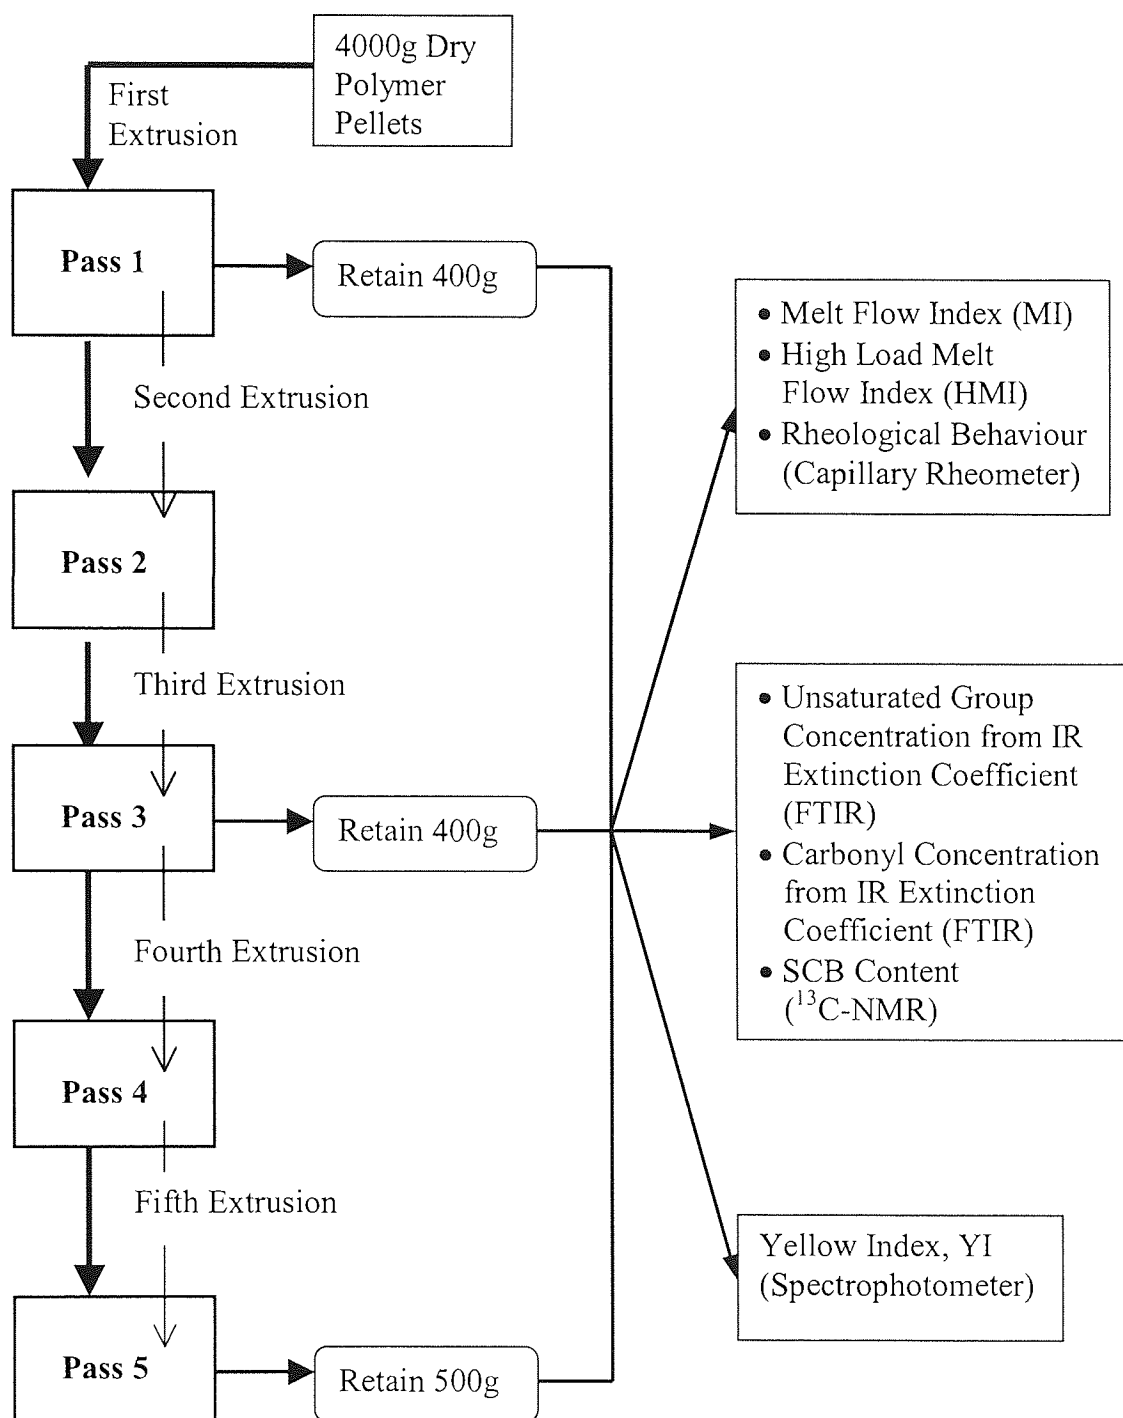 4000g Dry
Polymer
Pellets
First
Extrusion
Pass 1
Retain 400g
Second Extrusion
Pass 2
Third Extrusion
Pass 3
Retain 400g
Fourth Extrusion
Pass 4
Fifth Extrusion
Pass 5
Retain 500g
• Melt Flow Index (MI)
• High Load Melt
Flow Index (HMI)
• Rheological Behaviour
(Capillary Rheometer)
• Unsaturated Group
Concentration from IR
Extinction Coefficient
(FTIR)
• Carbonyl Concentration
from IR Extinction
Coefficient (FTIR)
• SCB Content
(¹³C-NMR)
Yellow Index, YI
(Spectrophotometer)